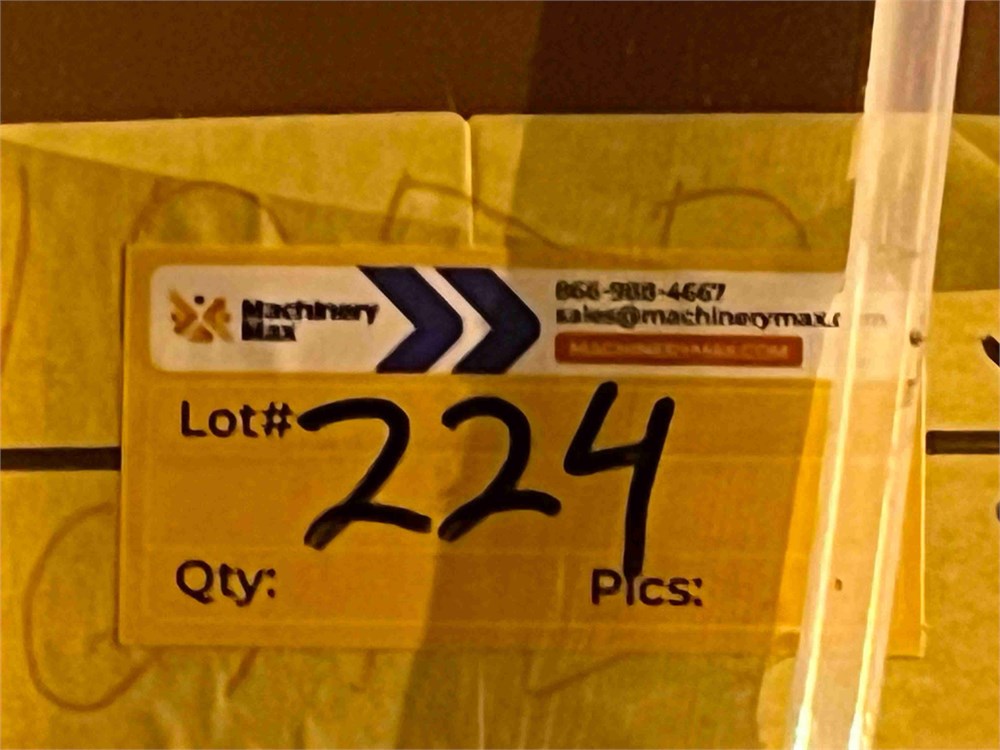 Machinery
Max
866-988-4667
sales@machinerymax.com
MACHINERYMAX.COM
Lot# 224
Qty:
Pics: